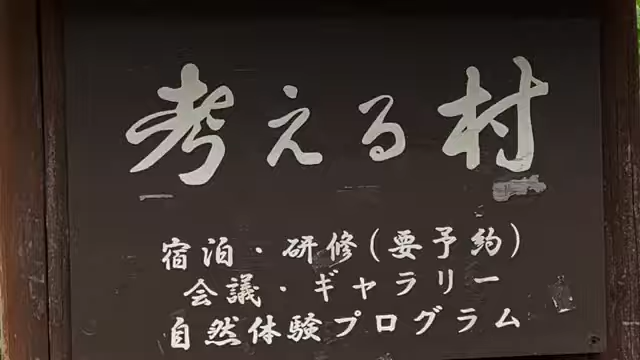 考える村
宿泊・研修(要予約)
会議・ギャラリー
自然体験プログラム